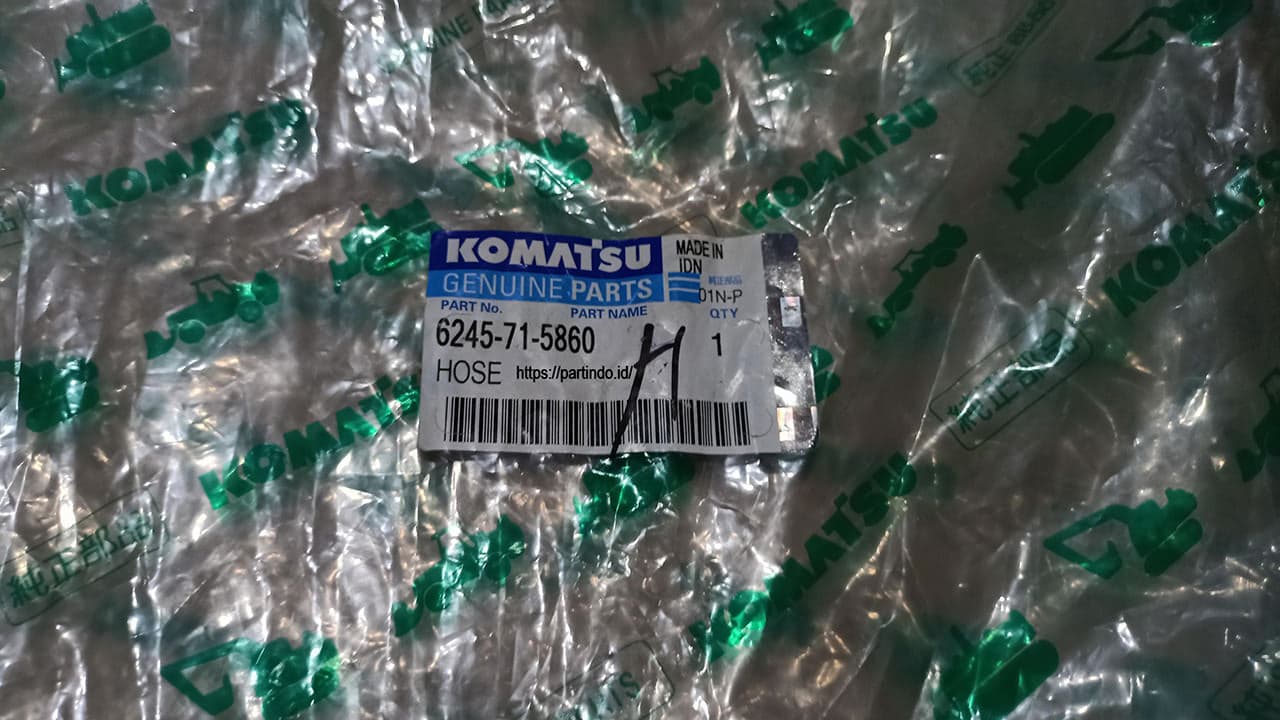 KOMATSU
GENUINE PARTS
MADE IN
IDN
01N-P
PART No.
PART NAME
QTY
6245-71-5860
1
HOSE
https://partindo.id/
H
KOMATSU
KOMATSU
KOMATSU
KOMATSU
KOMATSU
純正部品
純正部品